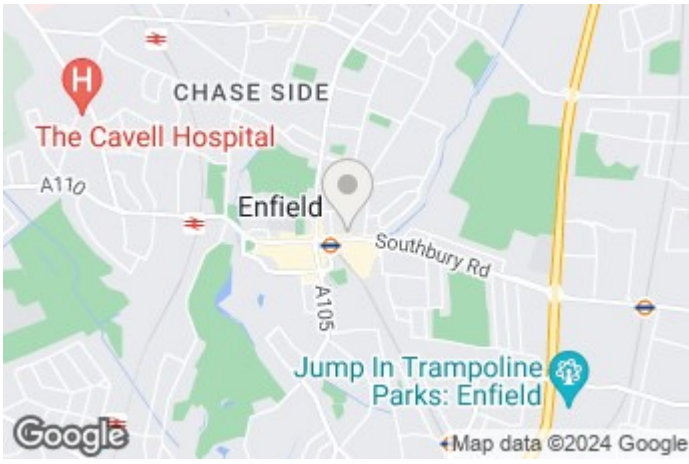 CHASE SIDE
H
The Cavell Hospital
A110
Enfield
Southbury Rd
A105
Jump In Trampoline
Parks: Enfield
Google
Map data ©2024 Google